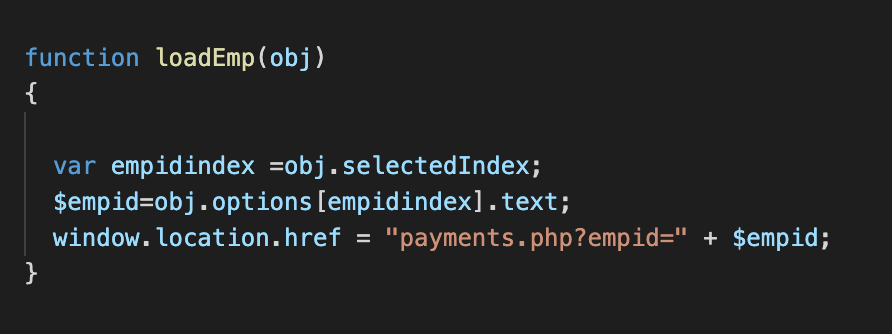 function loadEmp(obj)
{
var empidindex =obj.selectedIndex;
$empid=obj.options[empidindex].text;
window.location.href = "payments.php?empid=" + $empid;
}